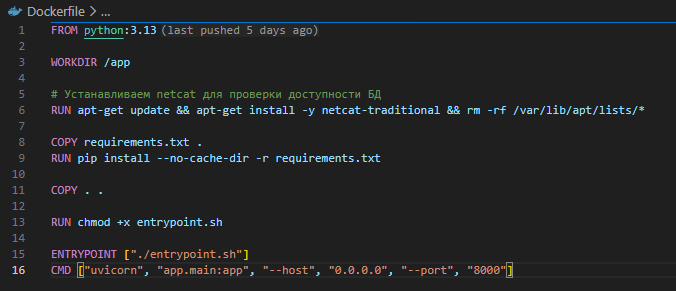 Dockerfile > ...
1 FROM python:3.13 (last pushed 5 days ago)
2
3 WORKDIR /app
4
5 # Устанавливаем netcat для проверки доступности БД
6 RUN apt-get update && apt-get install -y netcat-traditional && rm -rf /var/lib/apt/lists/*
7
8 COPY requirements.txt .
9 RUN pip install --no-cache-dir -r requirements.txt
10
11 COPY . .
12
13 RUN chmod +x entrypoint.sh
14
15 ENTRYPOINT ["./entrypoint.sh"]
16 CMD ["uvicorn", "app.main:app", "--host", "0.0.0.0", "--port", "8000"]